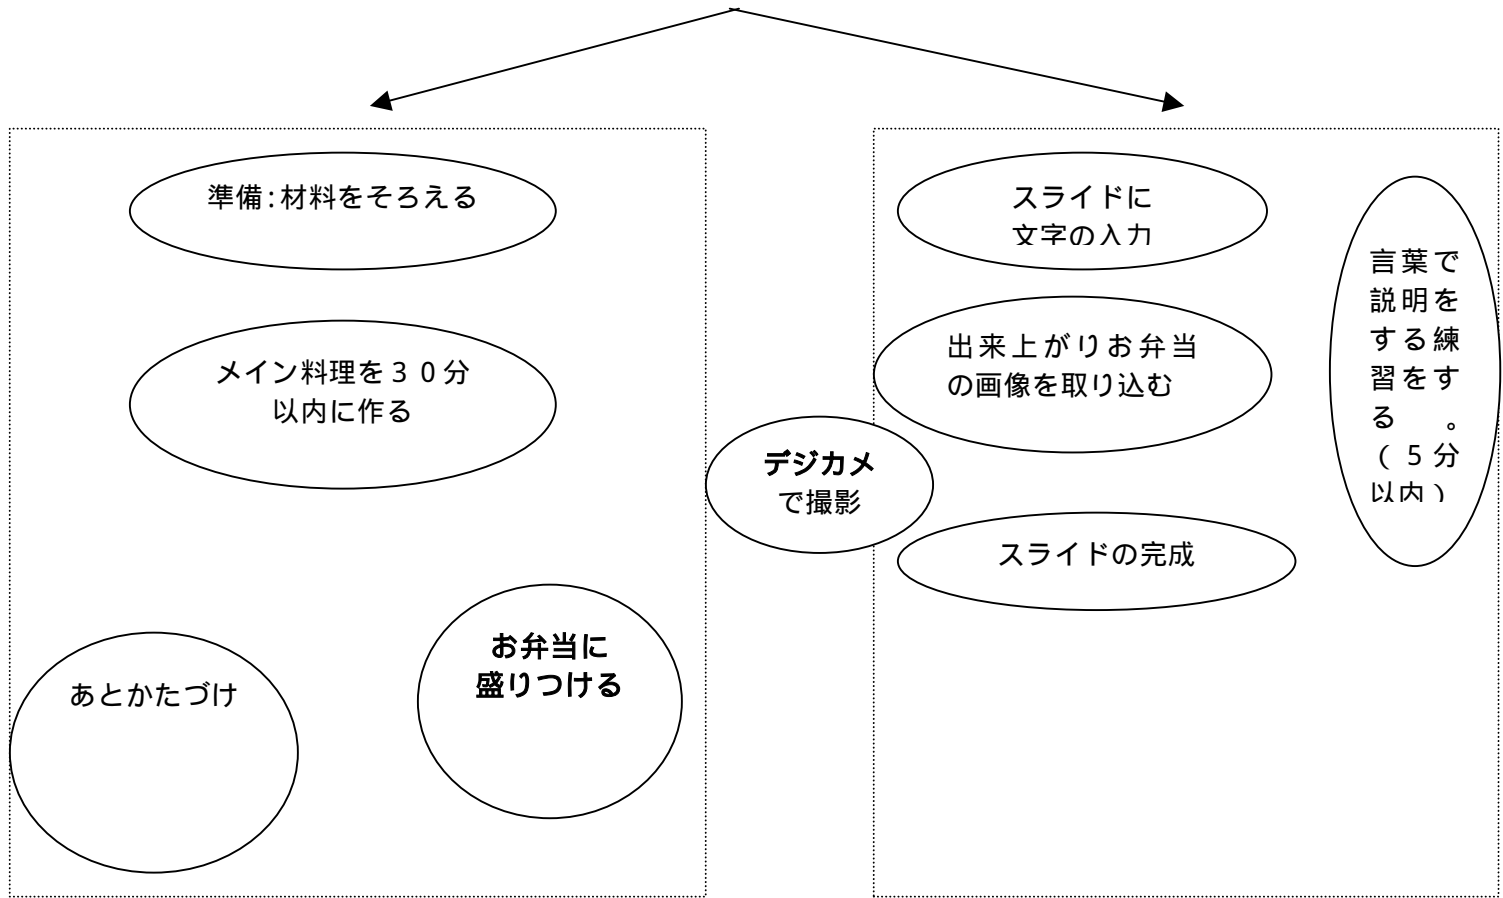 準備:材料をそろえる
メイン料理を30分
以内に作る
あとかたづけ
お弁当に
盛りつける
デジカメ
で撮影
スライドに
文字の入力
出来上がりお弁当
の画像を取り込む
スライドの完成
言葉で
説明を
する練
習をす
る。
(5分
以内)